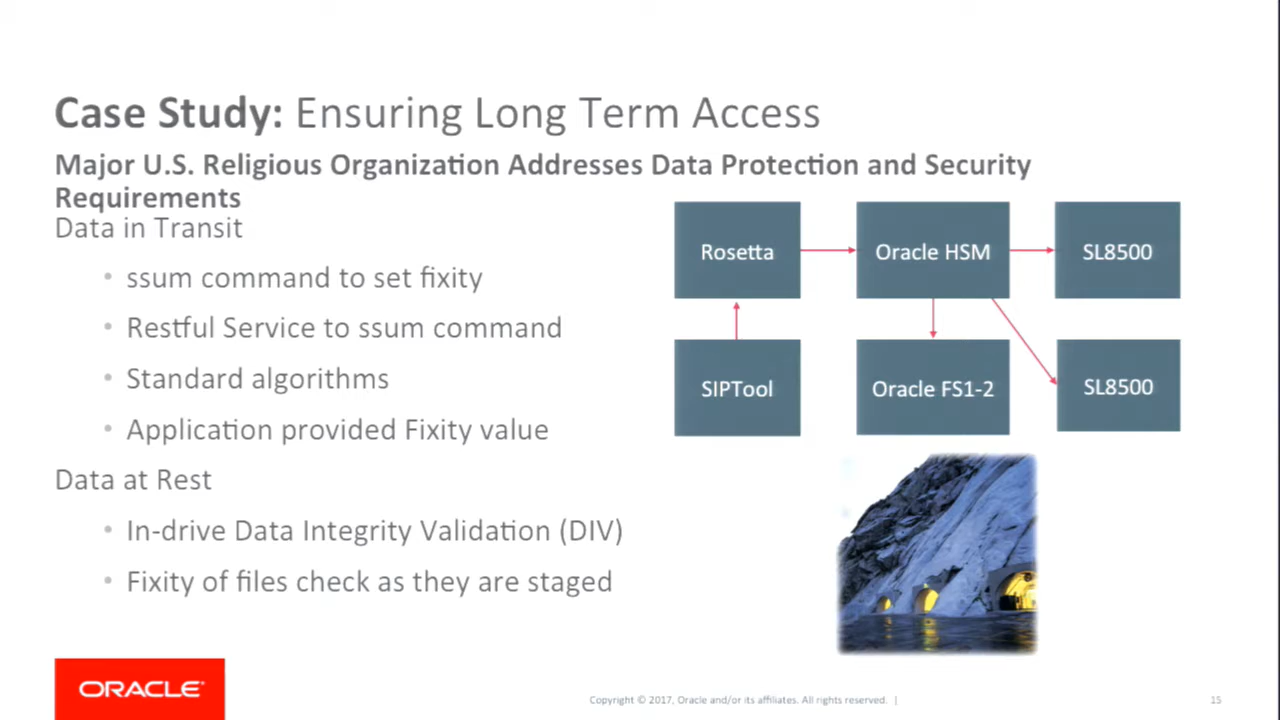 Case Study: Ensuring Long Term Access
Major U.S. Religious Organization Addresses Data Protection and Security
Requirements
Data in Transit
• ssum command to set fixity
• Restful Service to ssum command
• Standard algorithms
• Application provided Fixity value
Data at Rest
• In-drive Data Integrity Validation (DIV)
• Fixity of files check as they are staged
Rosetta
Oracle HSM
SL8500
SIPTool
Oracle FS1-2
SL8500
ORACLE®
Copyright © 2017, Oracle and/or its affiliates. All rights reserved. |
15